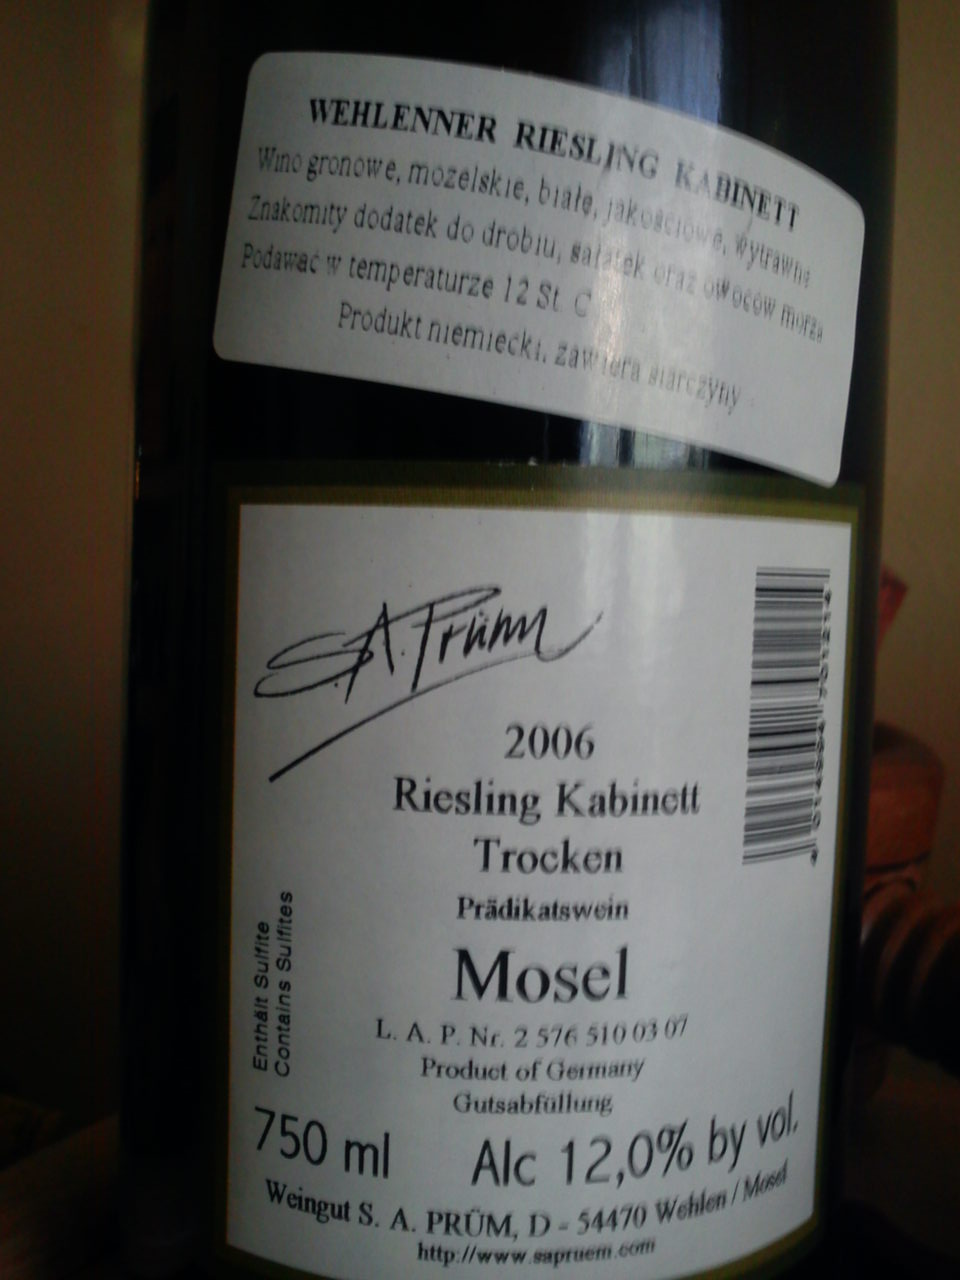 WEHLENNER RIESLING KABINETT
Wino gronowe, mozelskie, białe, jakościowe, wytrawne
Znakomity dodatek do drobiu, sałatek oraz owoców morza
Podawać w temperaturze 12 St. C
Produkt niemiecki, zawiera siarczyny
S.A. Prüm
2006
Riesling Kabinett
Trocken
Prädikatswein
Mosel
L. A. P. Nr. 2 576 510 03 07
Product of Germany
Gutsabfüllung
Enthält Sulfite
Contains Sulfites
750 ml Alc 12,0% by vol.
Weingut S. A. PRÜM, D - 54470 Wehlen / Mosel
http://www.sapruem.com